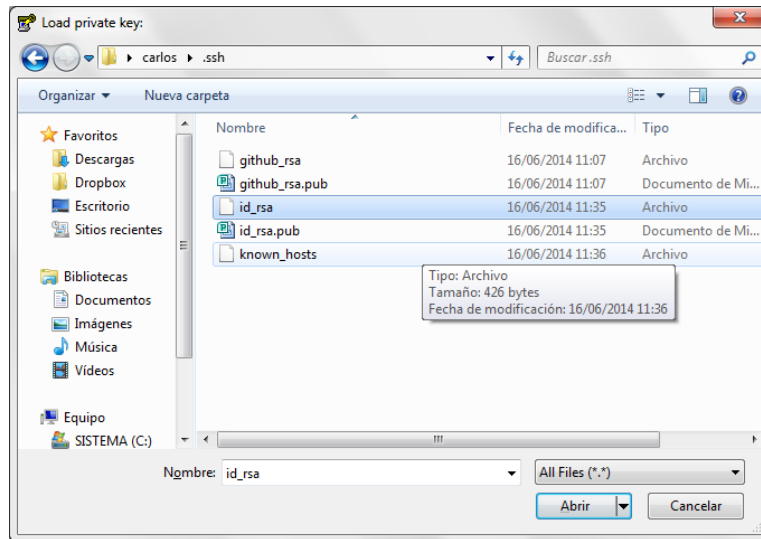 Load private key:
carlos ▸ .ssh
Buscar .ssh
Organizar
Nueva carpeta
Favoritos
Descargas
Dropbox
Escritorio
Sitios recientes
Bibliotecas
Documentos
Imágenes
Música
Vídeos
Equipo
SISTEMA (C:)
Nombre Fecha de modifica... Tipo
github_rsa 16/06/2014 11:07 Archivo
github_rsa.pub 16/06/2014 11:07 Documento de Mi...
id_rsa 16/06/2014 11:35 Archivo
id_rsa.pub 16/06/2014 11:35 Documento de Mi...
known_hosts 16/06/2014 11:36 Archivo
Tipo: Archivo
Tamaño: 426 bytes
Fecha de modificación: 16/06/2014 11:36
Nombre: id_rsa
All Files (*.*)
Abrir
Cancelar